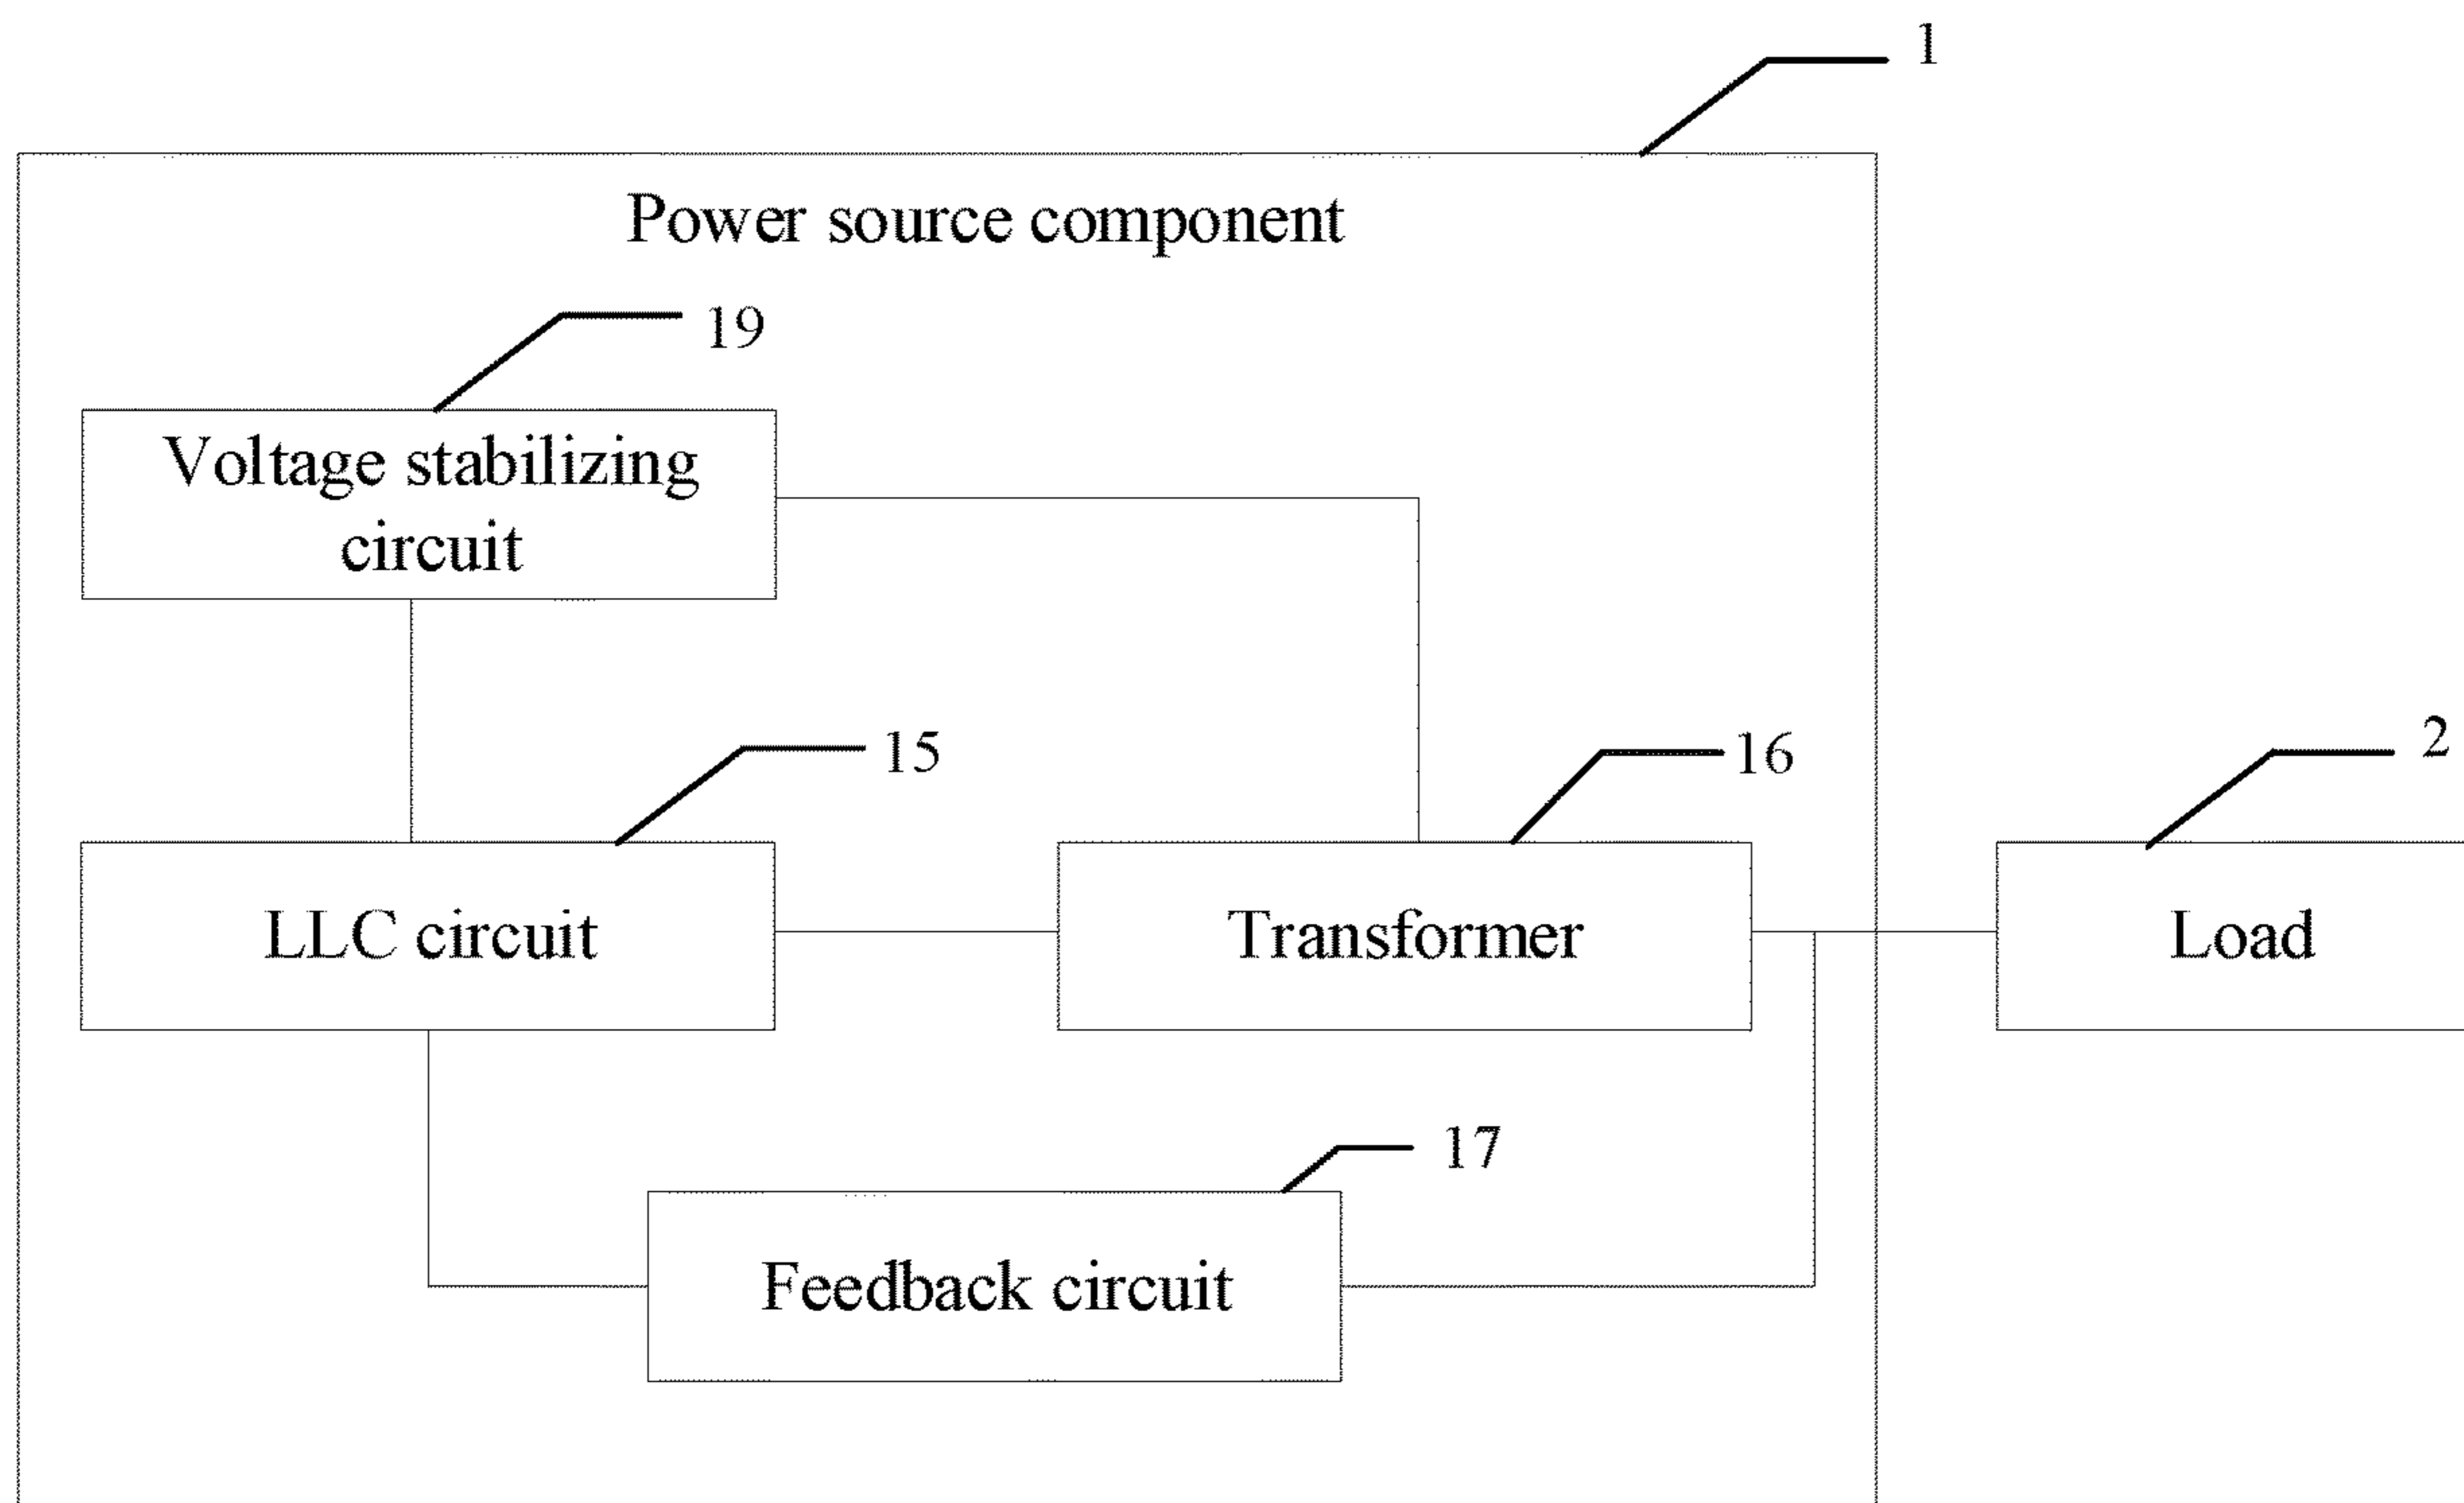 1
Power source component
19
Voltage stabilizing
circuit
15
16
2
LLC circuit
Transformer
Load
17
Feedback circuit